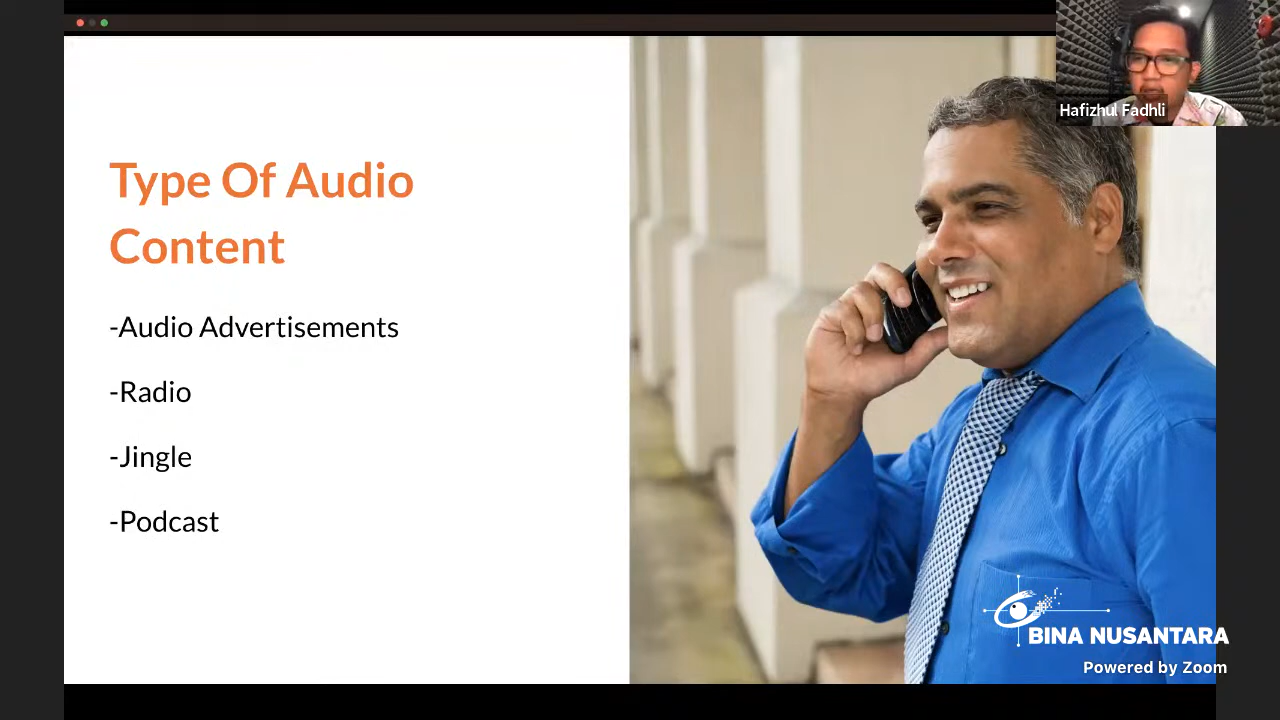 Type Of Audio
Content
-Audio Advertisements
-Radio
-Jingle
-Podcast
Hafizhul Fadhli
BINA NUSANTARA
Powered by Zoom